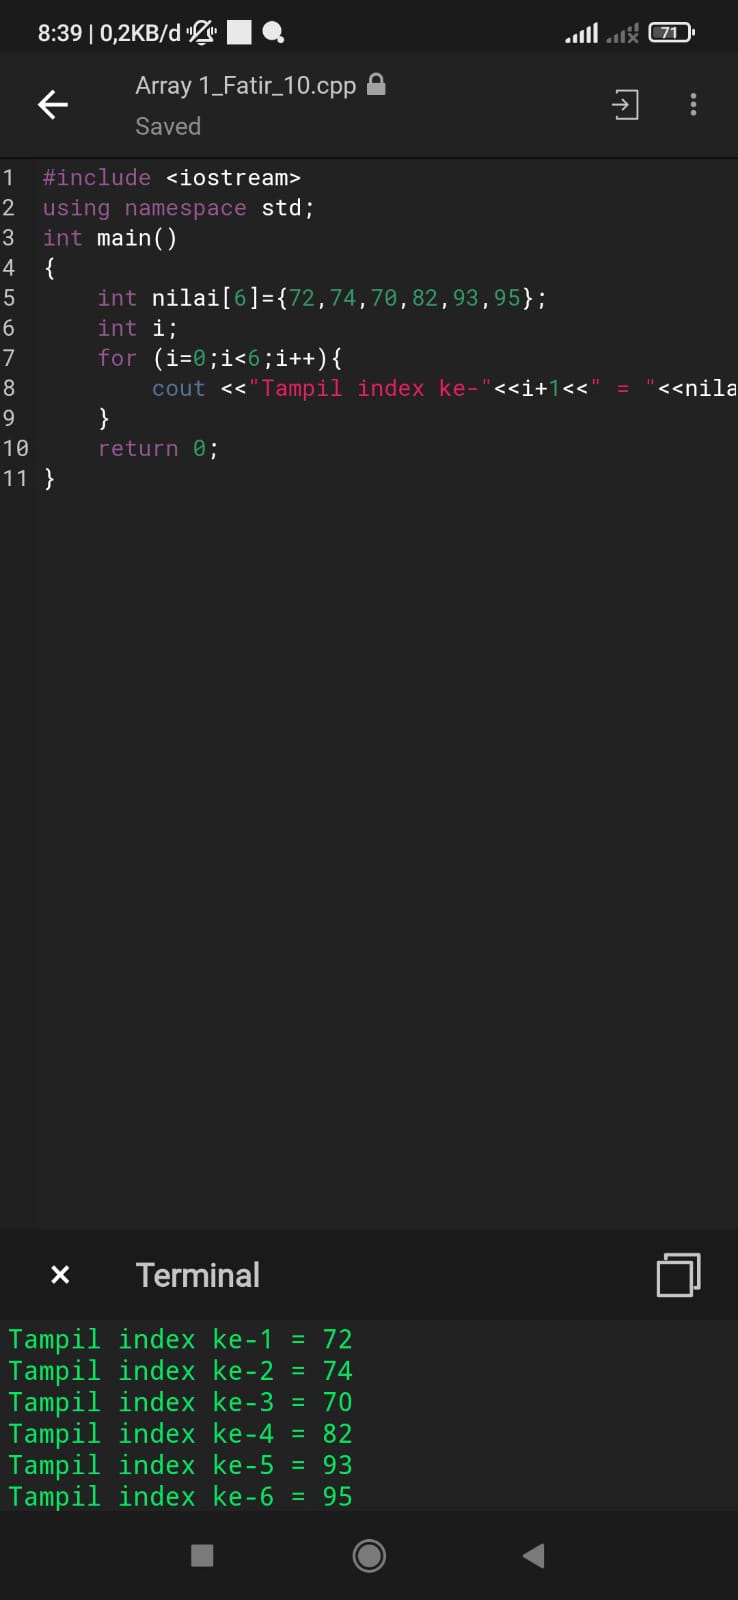 8:39 | 0,2KB/d
71
Array 1_Fatir_10.cpp
Saved
1 #include <iostream>
2 using namespace std;
3 int main()
4 {
5 int nilai[6]={72,74,70,82,93,95};
6 int i;
7 for (i=0;i<6;i++){
8 cout <<"Tampil index ke-"<<i+1<<" = "<<nila
9 }
10 return 0;
11 }
Terminal
Tampil index ke-1 = 72
Tampil index ke-2 = 74
Tampil index ke-3 = 70
Tampil index ke-4 = 82
Tampil index ke-5 = 93
Tampil index ke-6 = 95